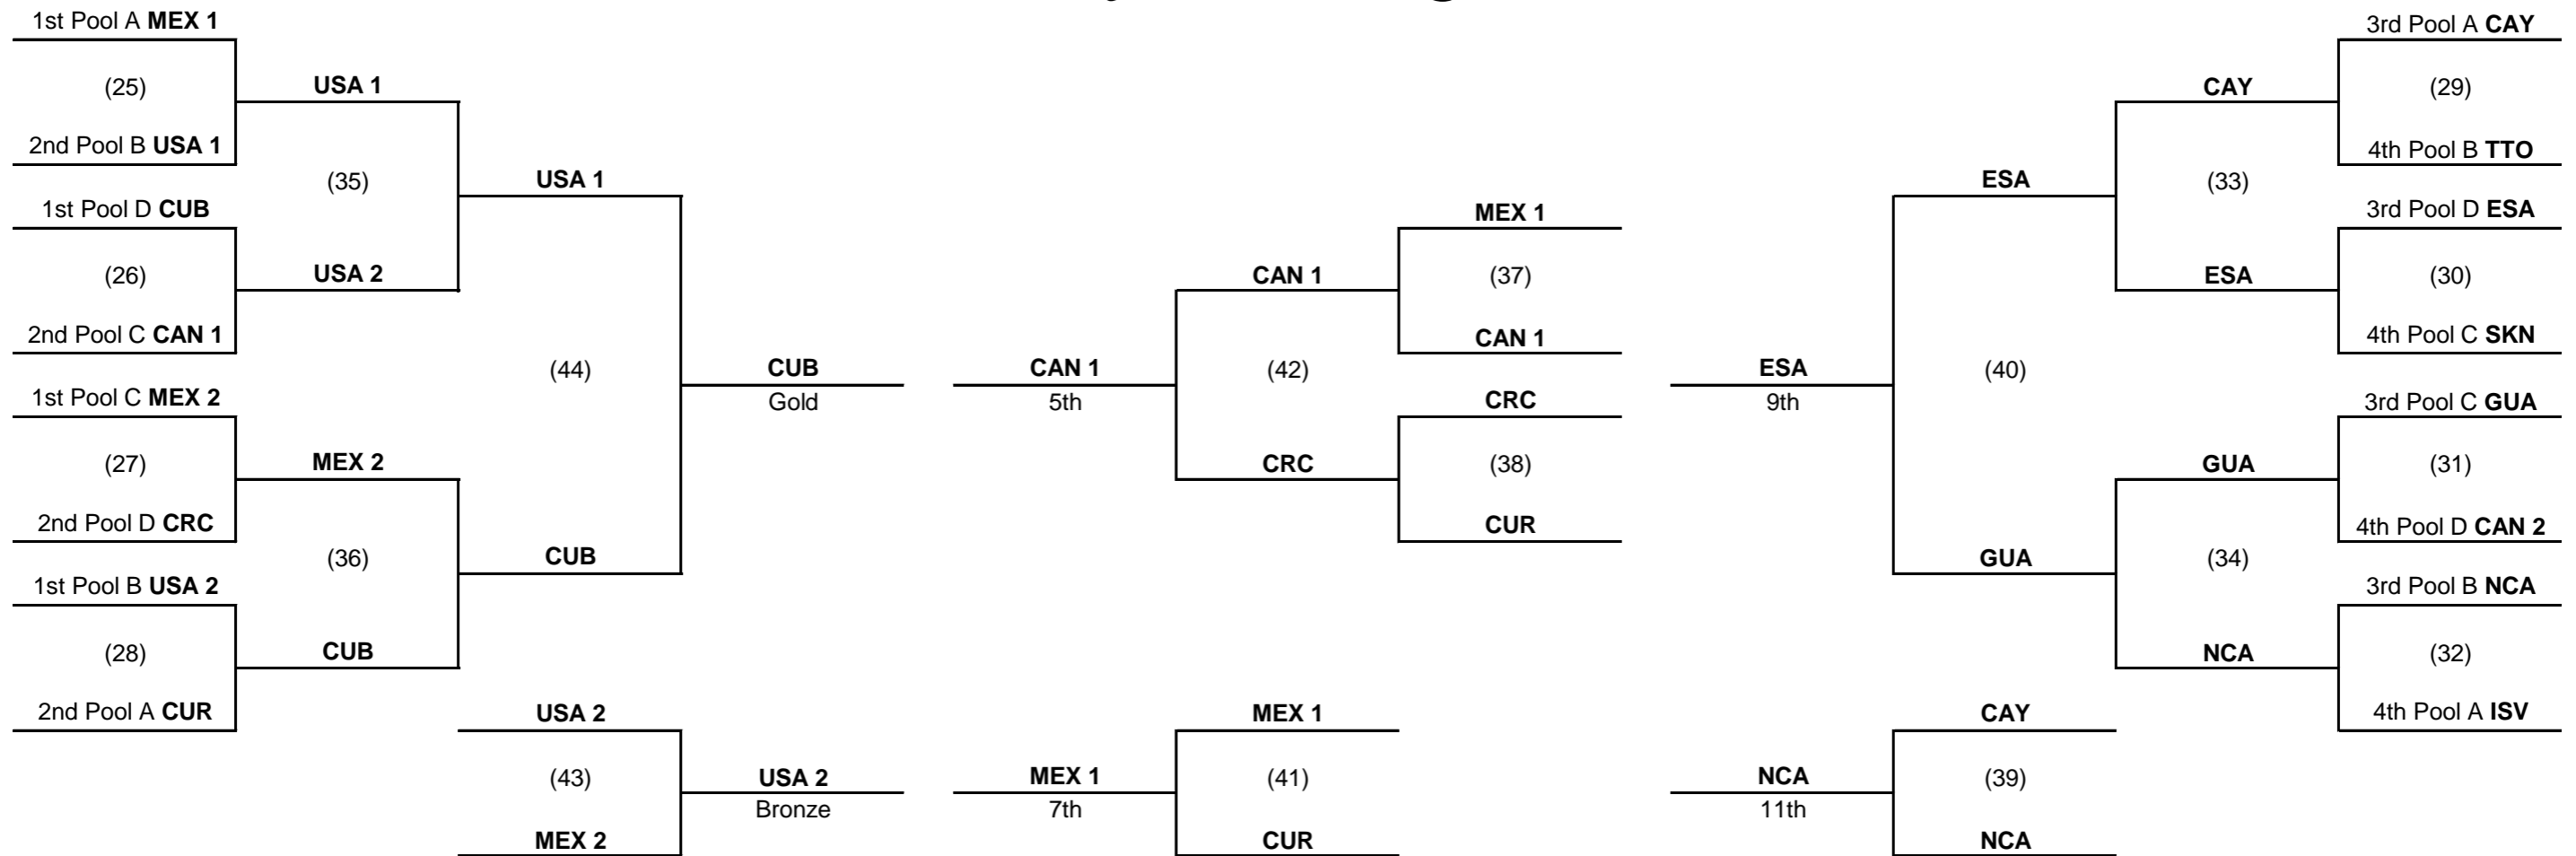 1st Pool A MEX 1
(25)
2nd Pool B USA 1
1st Pool D CUB
(26)
2nd Pool C CAN 1
1st Pool C MEX 2
(27)
2nd Pool D CRC
1st Pool B USA 2
(28)
2nd Pool A CUR
USA 1
(35)
USA 2
MEX 2
(36)
CUB
USA 1
(44)
CUB
CUB
Gold
USA 2
(43)
MEX 2
USA 2
Bronze
MEX 1
(37)
CAN 1
CRC
(38)
CUR
CAN 1
(42)
CRC
CAN 1
5th
MEX 1
(41)
CUR
MEX 1
7th
3rd Pool A CAY
(29)
4th Pool B TTO
3rd Pool D ESA
(30)
4th Pool C SKN
3rd Pool C GUA
(31)
4th Pool D CAN 2
3rd Pool B NCA
(32)
4th Pool A ISV
CAY
(33)
ESA
GUA
(34)
NCA
ESA
(40)
GUA
ESA
9th
CAY
(39)
NCA
NCA
11th